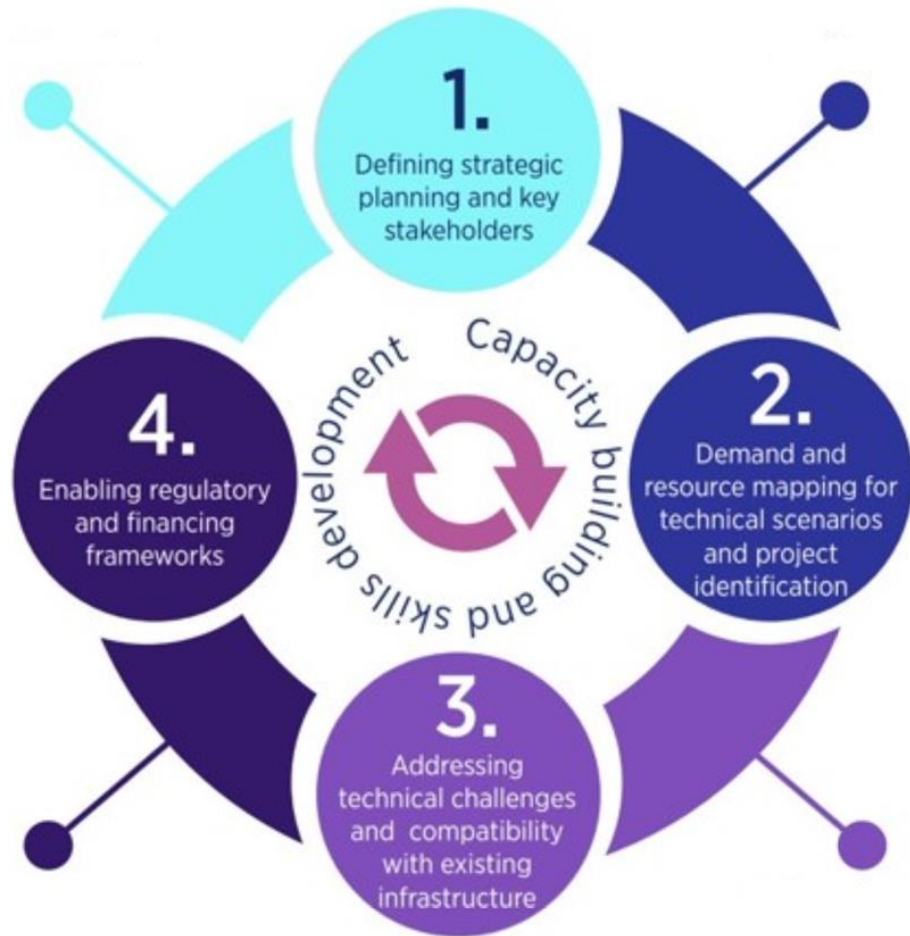 1.
Defining strategic
planning and key
stakeholders
2.
Demand and
resource mapping for
technical scenarios
and project
identification
3.
Addressing
technical challenges
and compatibility
with existing
infrastructure
4.
Enabling regulatory
and financing
frameworks
Capacity building and skills development